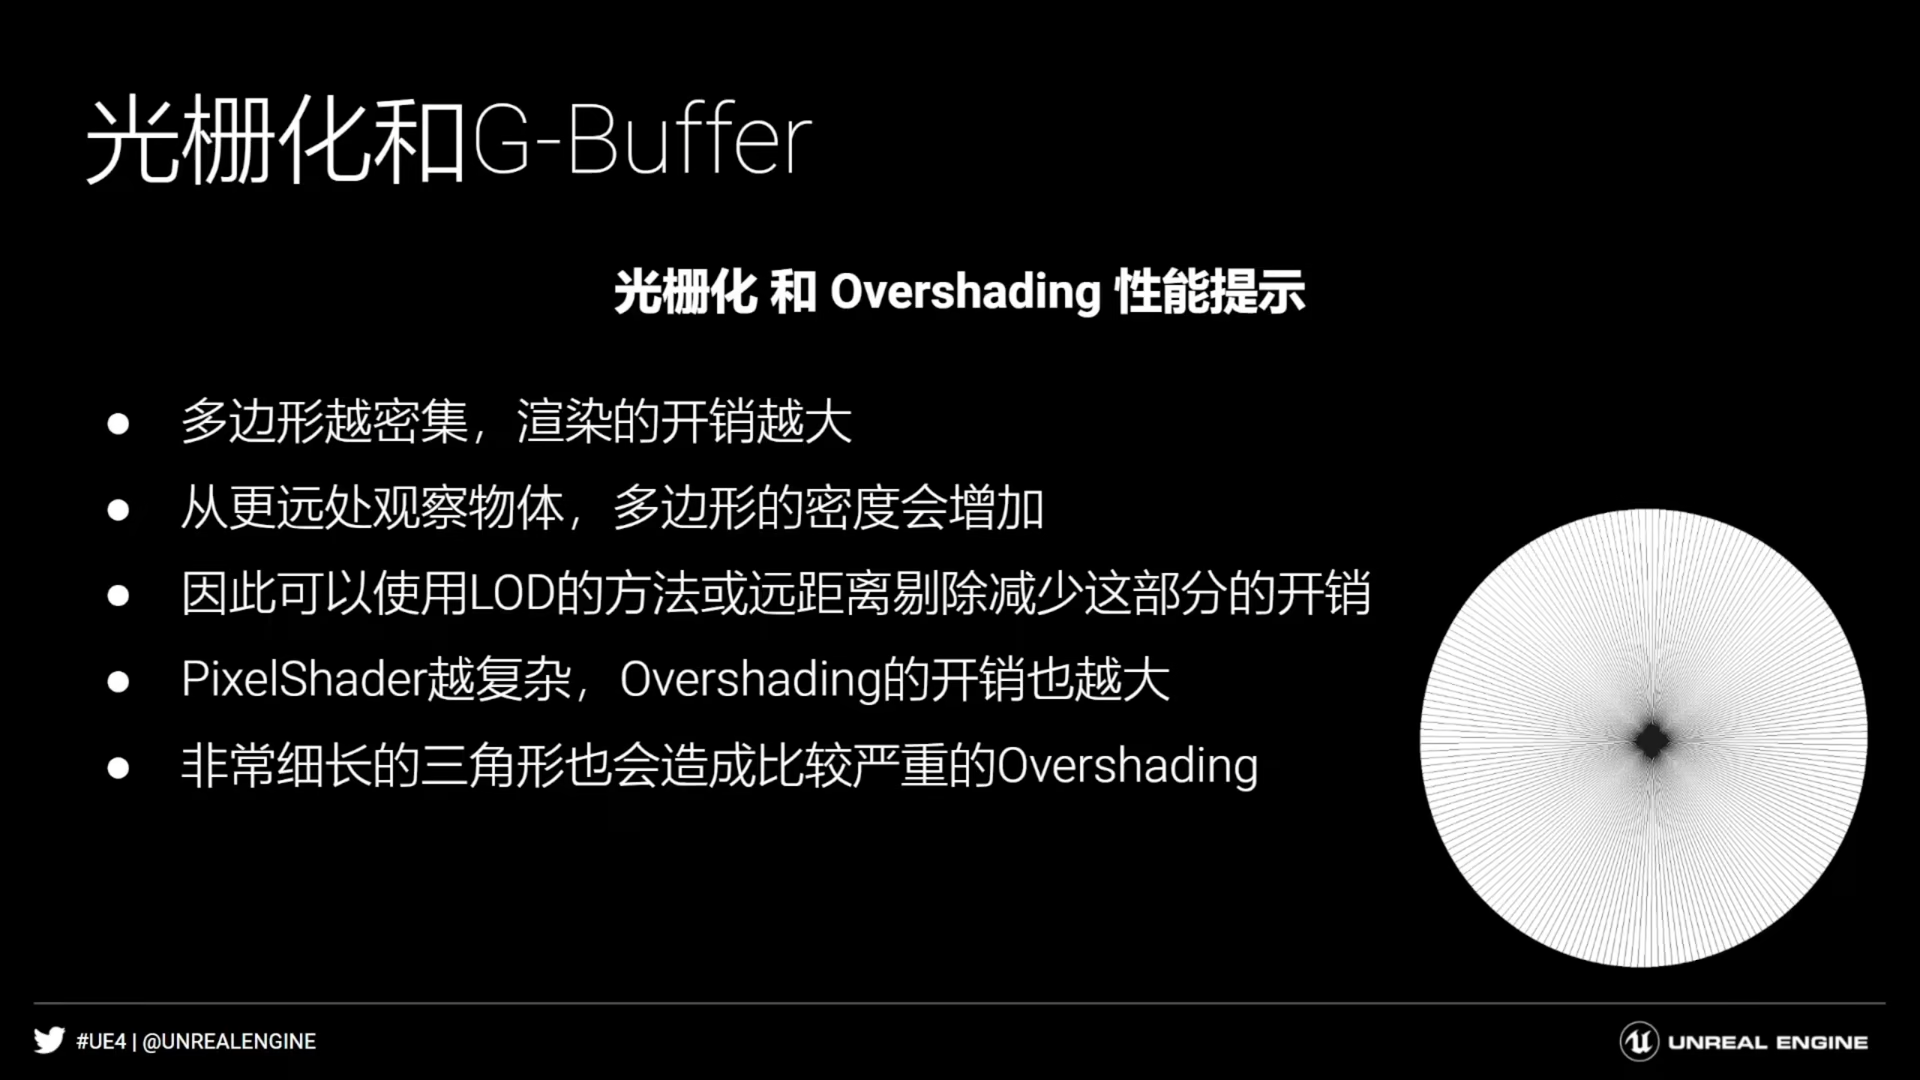 光栅化和G-Buffer
光栅化 和 Overshading 性能提示
● 多边形越密集，渲染的开销越大
● 从更远处观察物体，多边形的密度会增加
● 因此可以使用LOD的方法或远距离剔除减少这部分的开销
● PixelShader越复杂，Overshading的开销也越大
● 非常细长的三角形也会造成比较严重的Overshading
#UE4 | @UNREALENGINE
UNREAL ENGINE